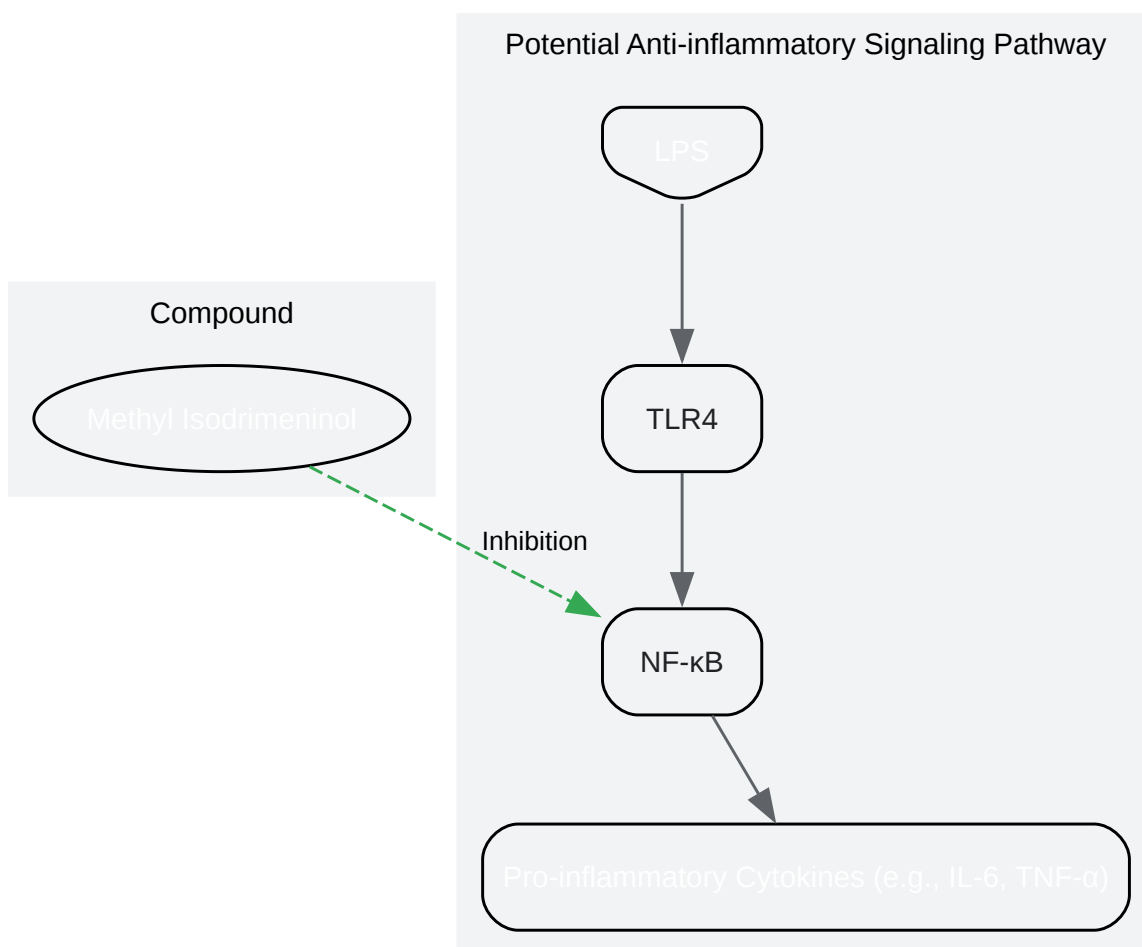 Potential Anti-inflammatory Signaling Pathway
LPS
Compound
Methyl Isodrimeninol
TLR4
Inhibition
NF-κB
Pro-inflammatory Cytokines (e.g., IL-6, TNF-α)